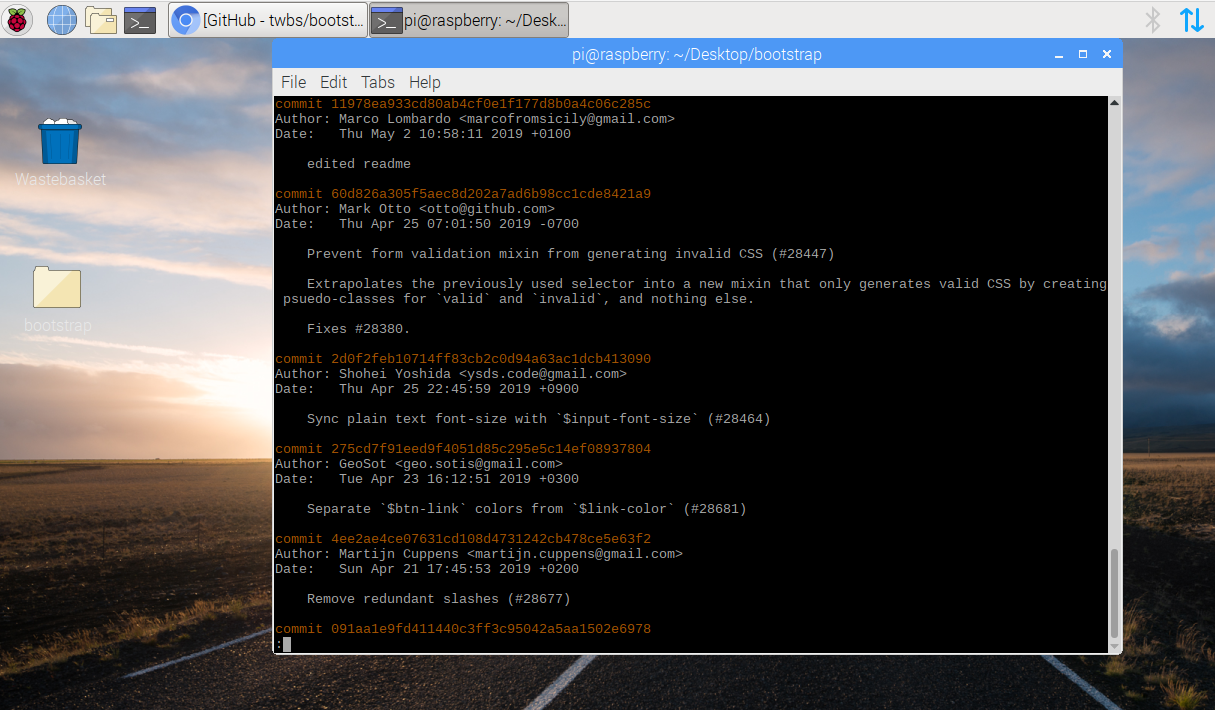 [GitHub - twbs/bootst...
pi@raspberry: ~/Desk...
pi@raspberry: ~/Desktop/bootstrap
File Edit Tabs Help
commit 11978ea933cd80ab4cf0e1f177d8b0a4c06c285c
Author: Marco Lombardo <marcofromsicily@gmail.com>
Date:   Thu May 2 10:58:11 2019 +0100
edited readme
commit 60d826a305f5aec8d202a7ad6b98cc1cde8421a9
Author: Mark Otto <otto@github.com>
Date:   Thu Apr 25 07:01:50 2019 -0700
Prevent form validation mixin from generating invalid CSS (#28447)
Extrapolates the previously used selector into a new mixin that only generates valid CSS by creating
psuedo-classes for `valid` and `invalid`, and nothing else.
Fixes #28380.
commit 2d0f2feb10714ff83cb2c0d94a63ac1dcb413090
Author: Shohei Yoshida <ysds.code@gmail.com>
Date:   Thu Apr 25 22:45:59 2019 +0900
Sync plain text font-size with `$input-font-size` (#28464)
commit 275cd7f91eed9f4051d85c295e5c14ef08937804
Author: GeoSot <geo.sotis@gmail.com>
Date:   Tue Apr 23 16:12:51 2019 +0300
Separate `$btn-link` colors from `$link-color` (#28681)
commit 4ee2ae4ce07631cd108d4731242cb478ce5e63f2
Author: Martijn Cuppens <martijn.cuppens@gmail.com>
Date:   Sun Apr 21 17:45:53 2019 +0200
Remove redundant slashes (#28677)
commit 091aa1e9fd411440c3ff3c95042a5aa1502e6978
:
Wastebasket
bootstrap